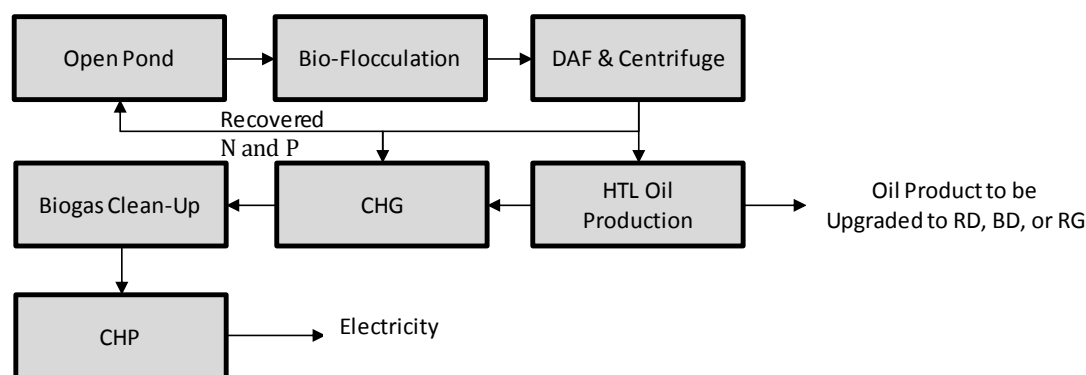 Open Pond
Bio-Flocculation
DAF & Centrifuge
Recovered
N and P
Biogas Clean-Up
CHG
HTL Oil
Production
Oil Product to be
Upgraded to RD, BD, or RG
CHP
Electricity